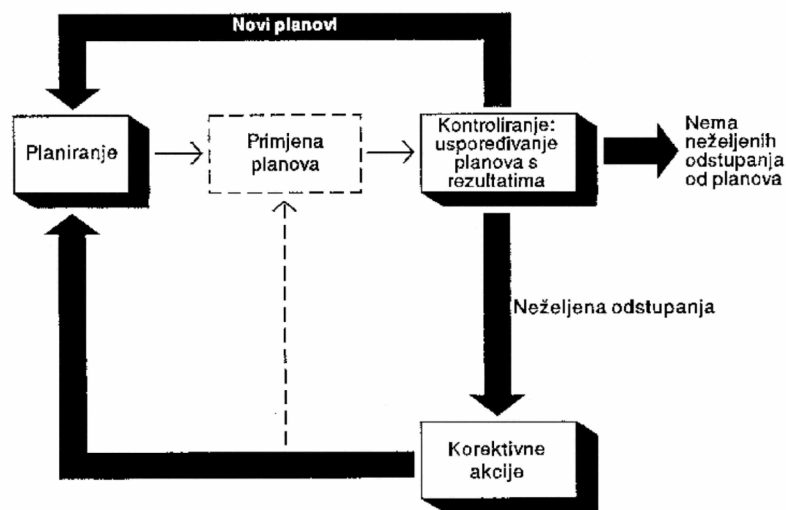 Novi planovi
Planiranje
Primjena
planova
Kontroliranje:
uspoređivanje
planova s
rezultatima
Nema
neželjenih
odstupanja
od planova
Neželjena odstupanja
Korektivne
akcije